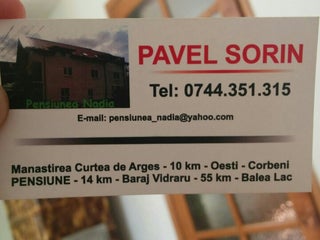 PAVEL SORIN
Pensiunea Nadia
Tel: 0744.351.315
E-mail: pensiunea_nadia@yahoo.com
Manastirea Curtea de Arges - 10 km - Oesti - Corbeni
PENSIUNE - 14 km - Baraj Vidraru - 55 km - Balea Lac